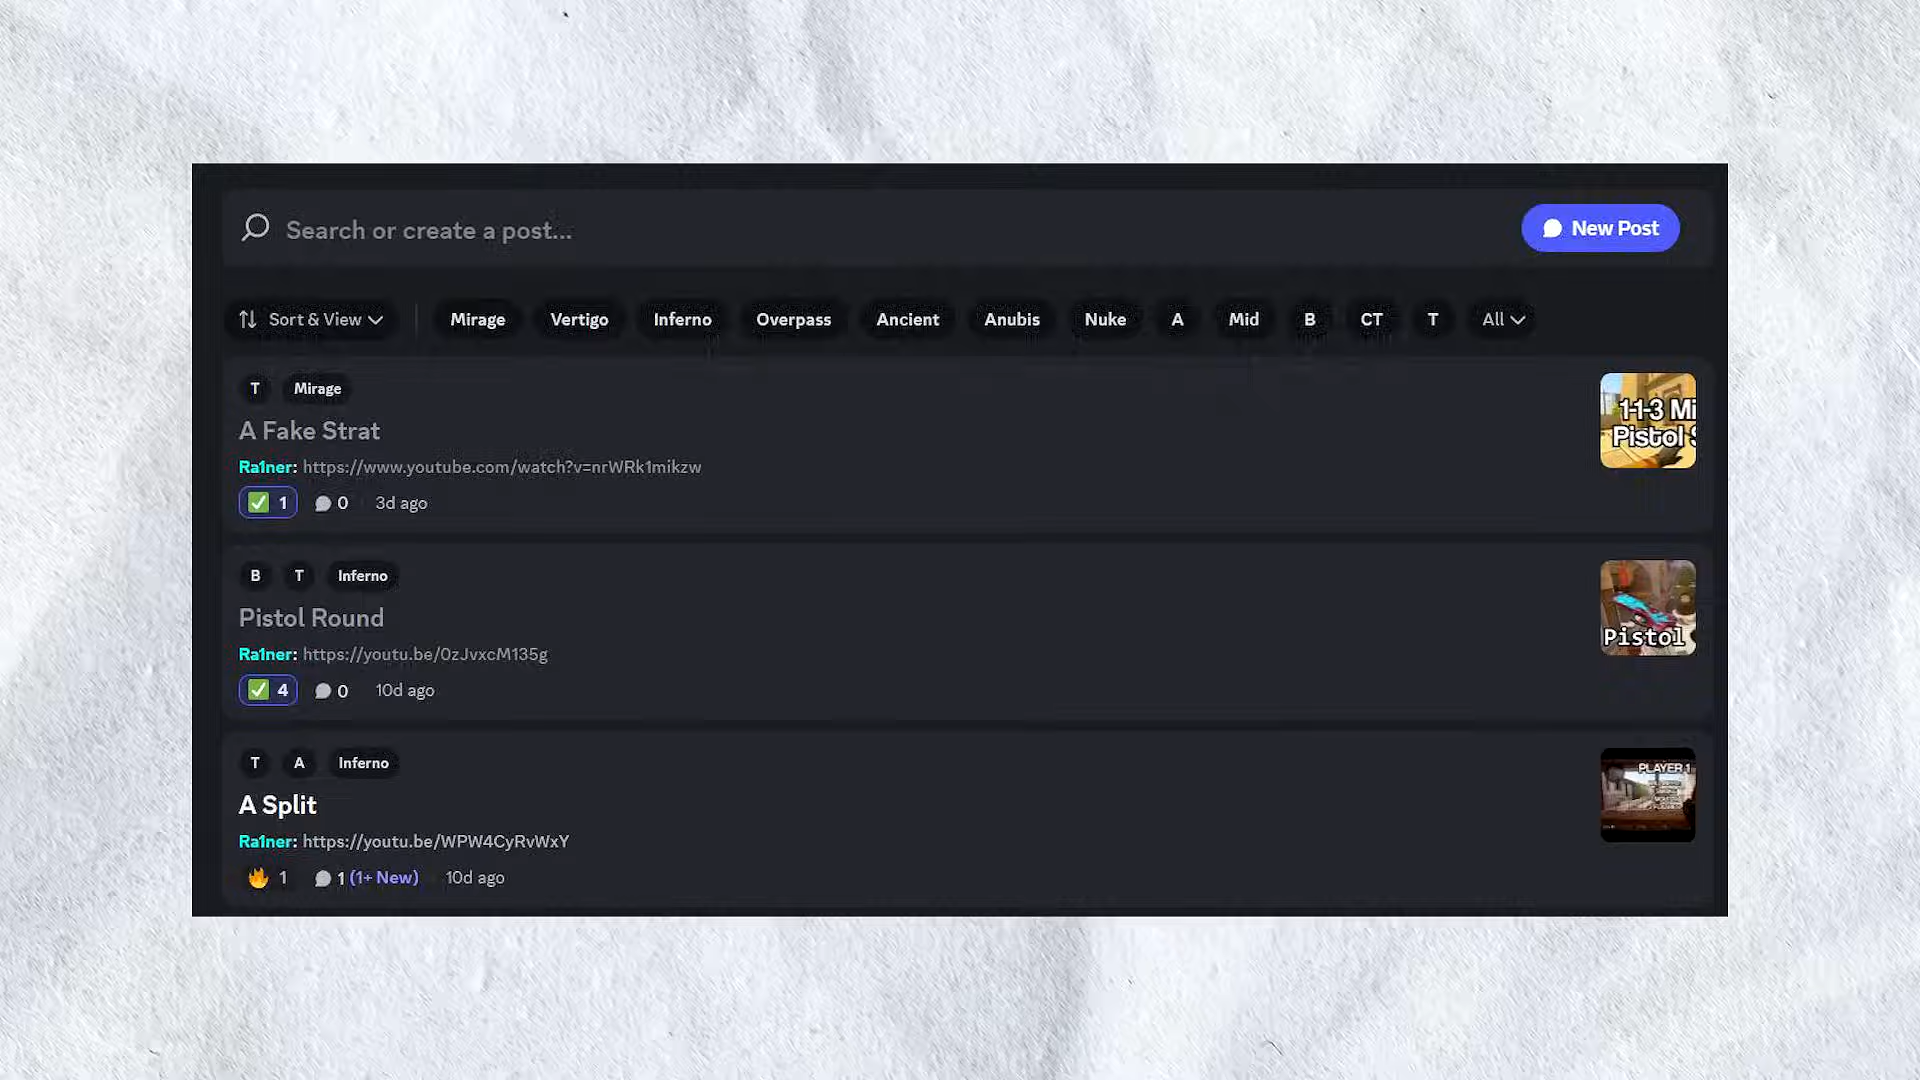 Search or create a post...
New Post
Sort & View
Mirage
Vertigo
Inferno
Overpass
Ancient
Anubis
Nuke
A
Mid
B
CT
T
All
T Mirage
A Fake Strat
Ra1ner: https://www.youtube.com/watch?v=nrWRk1mikzw
1 0 3d ago
1-1-3 Mi
Pistol S
B T Inferno
Pistol Round
Ra1ner: https://youtu.be/0zJvxcM135g
4 0 10d ago
Pistol
T A Inferno
A Split
Ra1ner: https://youtu.be/WPW4CyRvWxY
1 1 (1+ New) 10d ago
PLAYER 1